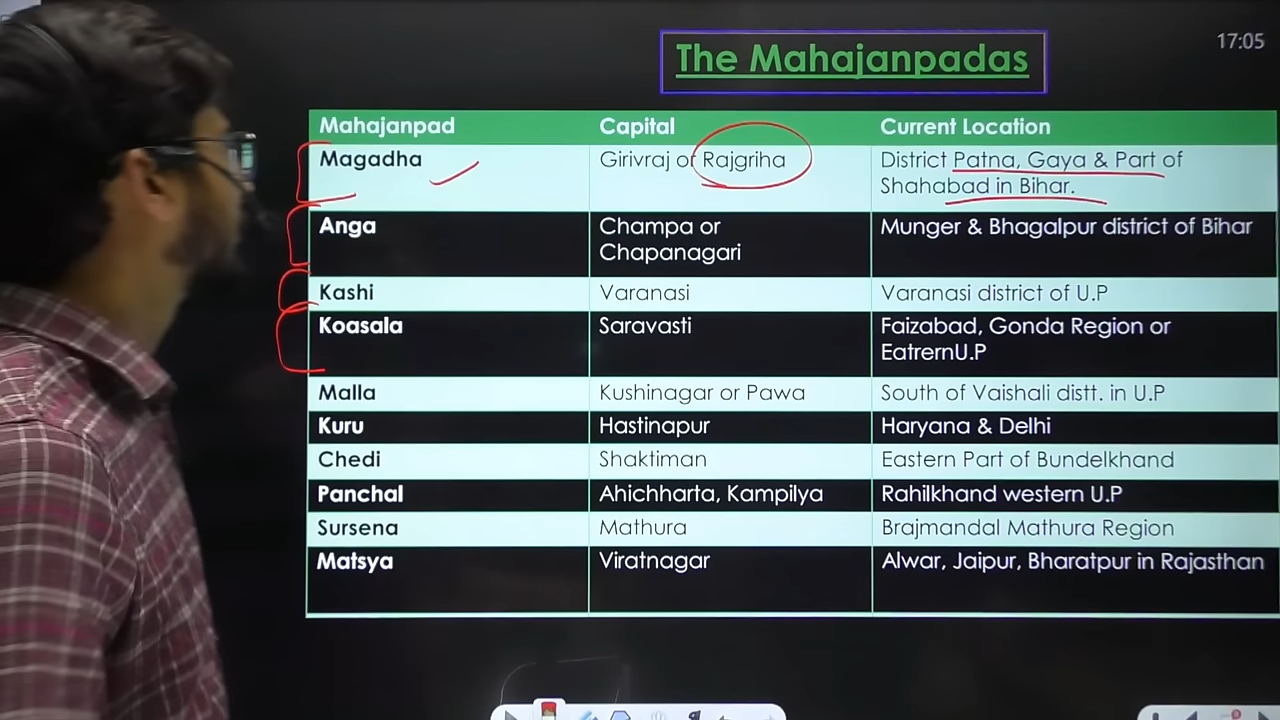 The Mahajanpadas
17:05
Mahajanpad Capital Current Location
Magadha Girivraj or Rajgriha District Patna, Gaya & Part of
Shahabad in Bihar.
Anga Champa or Munger & Bhagalpur district of Bihar
Chapanagari
Kashi Varanasi Varanasi district of U.P
Koasala Saravasti Faizabad, Gonda Region or
EatrernU.P
Malla Kushinagar or Pawa South of Vaishali distt. in U.P
Kuru Hastinapur Haryana & Delhi
Chedi Shaktiman Eastern Part of Bundelkhand
Panchal Ahichharta, Kampilya Rahilkhand western U.P
Sursena Mathura Brajmandal Mathura Region
Matsya Viratnagar Alwar, Jaipur, Bharatpur in Rajasthan